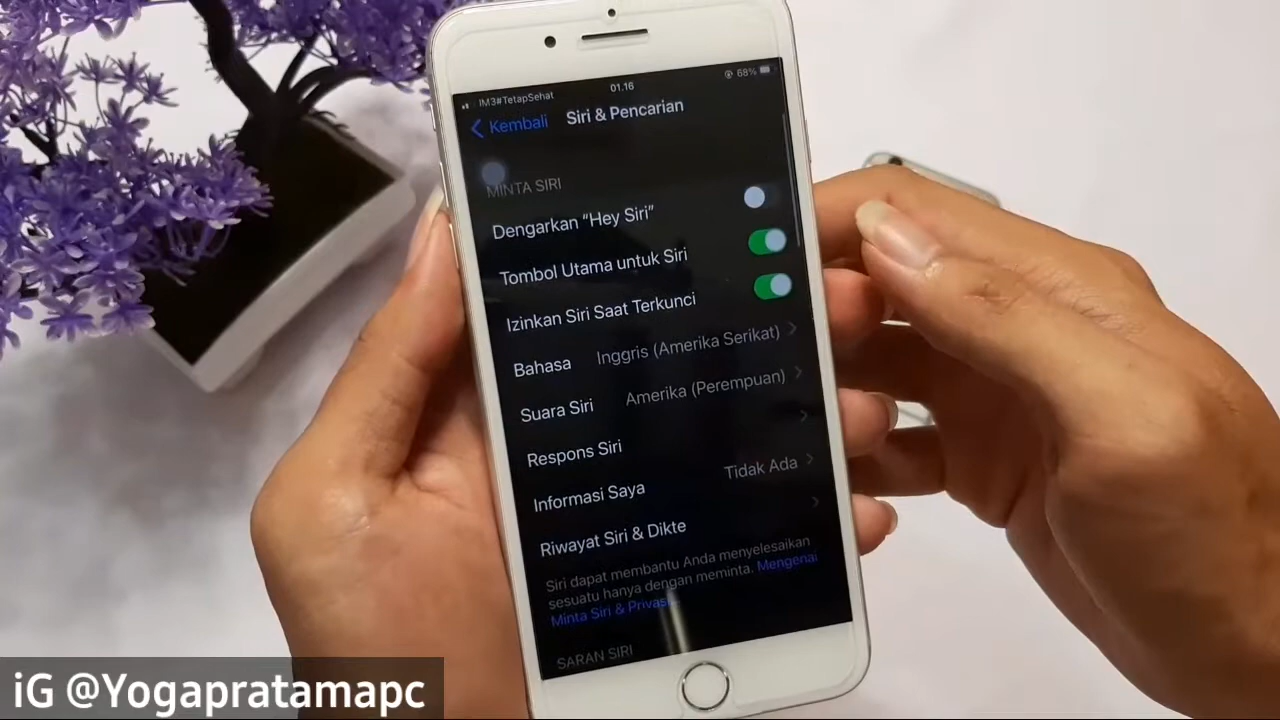 IM3#TetapSehat 01.16 68%
Kembali Siri & Pencarian
MINTA SIRI
Dengarkan “Hey Siri”
Tombol Utama untuk Siri
Izinkan Siri Saat Terkunci
Bahasa Inggris (Amerika Serikat)
Suara Siri Amerika (Perempuan)
Respons Siri
Informasi Saya Tidak Ada
Riwayat Siri & Dikte
Siri dapat membantu Anda menyelesaikan
sesuatu hanya dengan meminta. Mengenai
Minta Siri & Privasi
SARAN SIRI
iG @Yogapratamapc